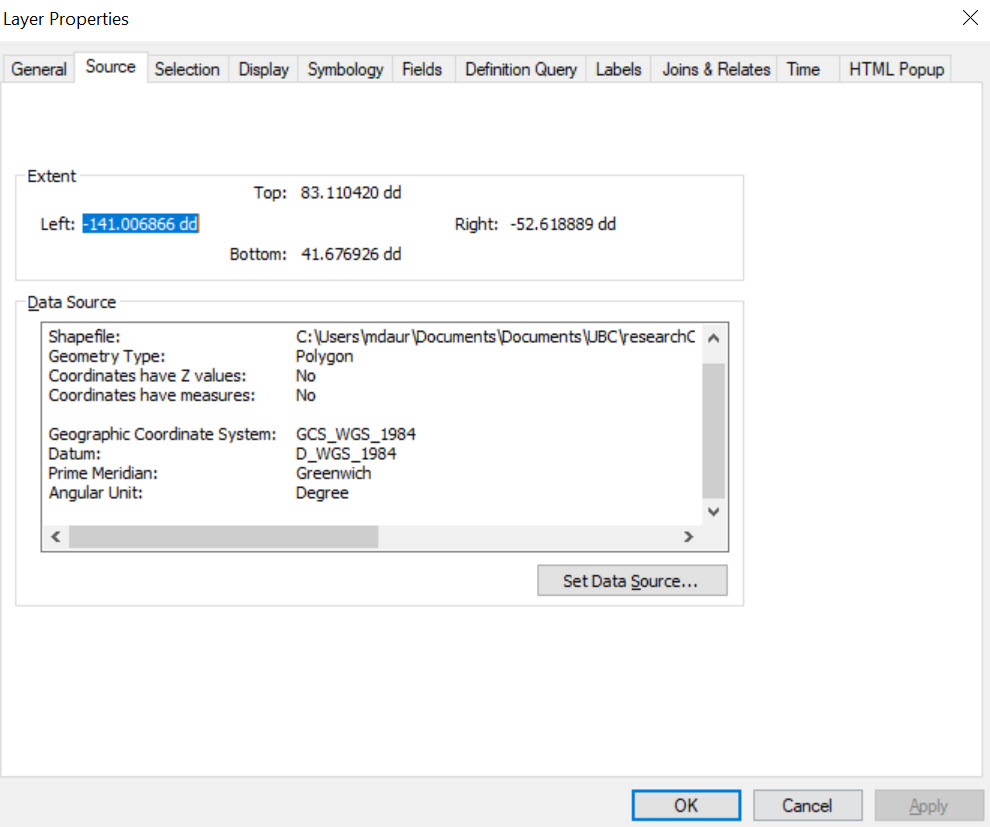 Layer Properties
General Source Selection Display Symbology Fields Definition Query Labels Joins & Relates Time HTML Popup
Extent
Top: 83.110420 dd
Left: -141.006866 dd Right: -52.618889 dd
Bottom: 41.676926 dd
Data Source
Shapefile: C:\Users\mdaur\Documents\Documents\UBC\researchC
Geometry Type: Polygon
Coordinates have Z values: No
Coordinates have measures: No
Geographic Coordinate System: GCS_WGS_1984
Datum: D_WGS_1984
Prime Meridian: Greenwich
Angular Unit: Degree
Set Data Source...
OK Cancel Apply